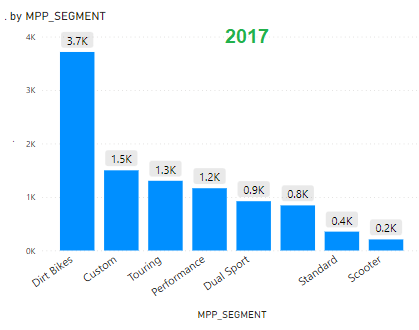 . by MPP_SEGMENT
2017
4K
3K
2K
1K
0K
.
3.7K
1.5K
1.3K
1.2K
0.9K
0.8K
0.4K
0.2K
Dirt Bikes
Custom
Touring
Performance
Dual Sport
Standard
Scooter
MPP_SEGMENT